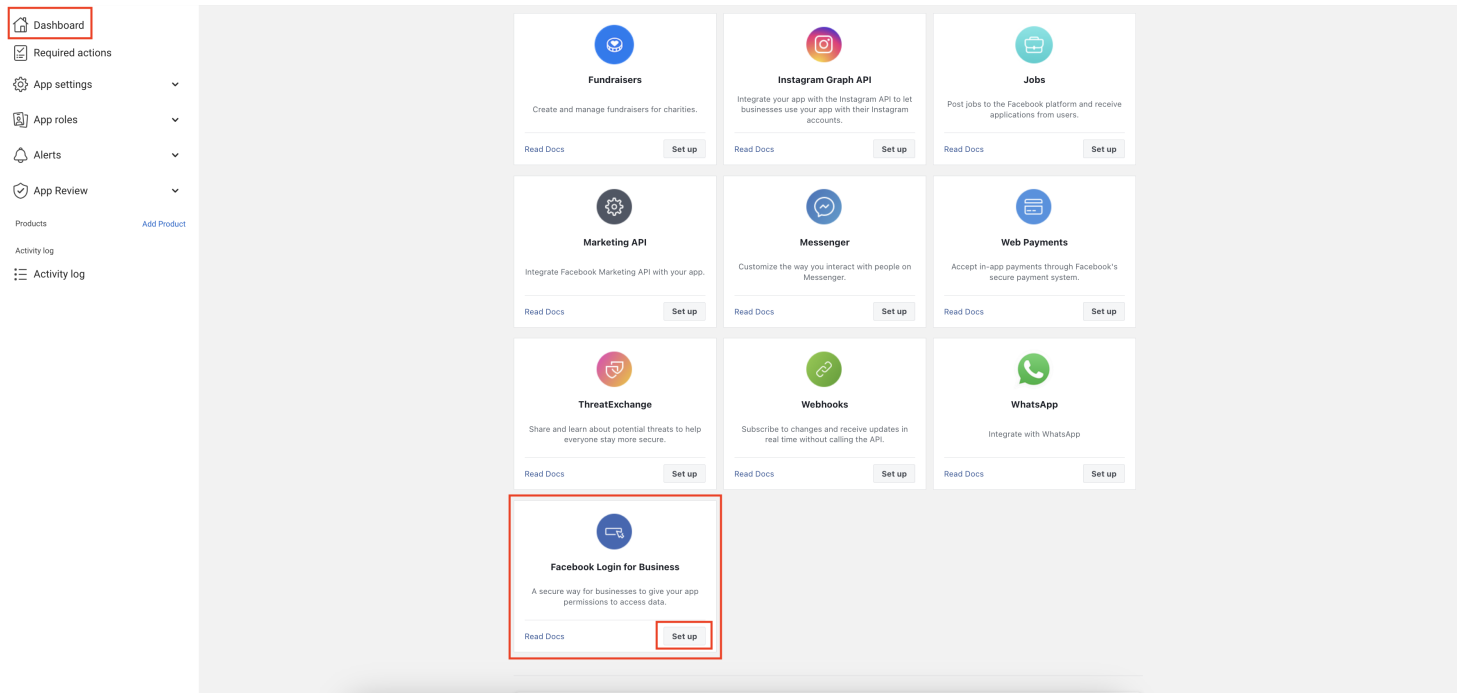 Dashboard
Required actions
App settings
App roles
Alerts
App Review
Products
Add Product
Activity log
Activity log
Fundraisers
Create and manage fundraisers for charities.
Read Docs
Set up
Instagram Graph API
Integrate your app with the Instagram API to let
businesses use your app with their Instagram
accounts.
Read Docs
Set up
Jobs
Post jobs to the Facebook platform and receive
applications from users.
Read Docs
Set up
Marketing API
Integrate Facebook Marketing API with your app.
Read Docs
Set up
Messenger
Customize the way you interact with people on
Messenger.
Read Docs
Set up
Web Payments
Accept in-app payments through Facebook's
secure payment system.
Read Docs
Set up
ThreatExchange
Share and learn about potential threats to help
everyone stay more secure.
Read Docs
Set up
Webhooks
Subscribe to changes and receive updates in
real time without calling the API.
Read Docs
Set up
WhatsApp
Integrate with WhatsApp
Read Docs
Set up
Facebook Login for Business
A secure way for businesses to give your app
permissions to access data.
Read Docs
Set up